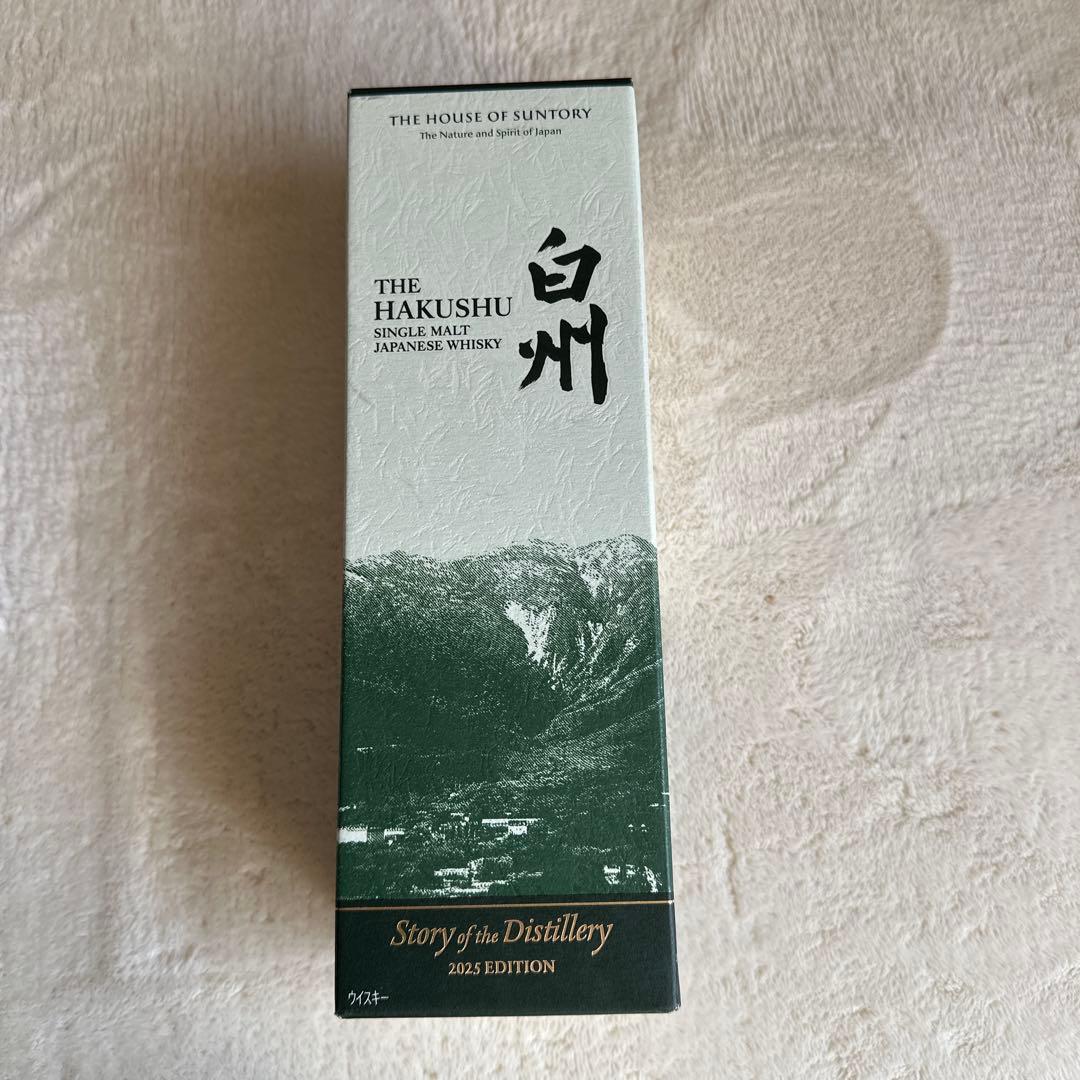 THE HOUSE OF SUNTORY
The Nature and Spirit of Japan
白州
THE
HAKUSHU
SINGLE MALT
JAPANESE WHISKY
Story of the Distillery
2025 EDITION
ウイスキー